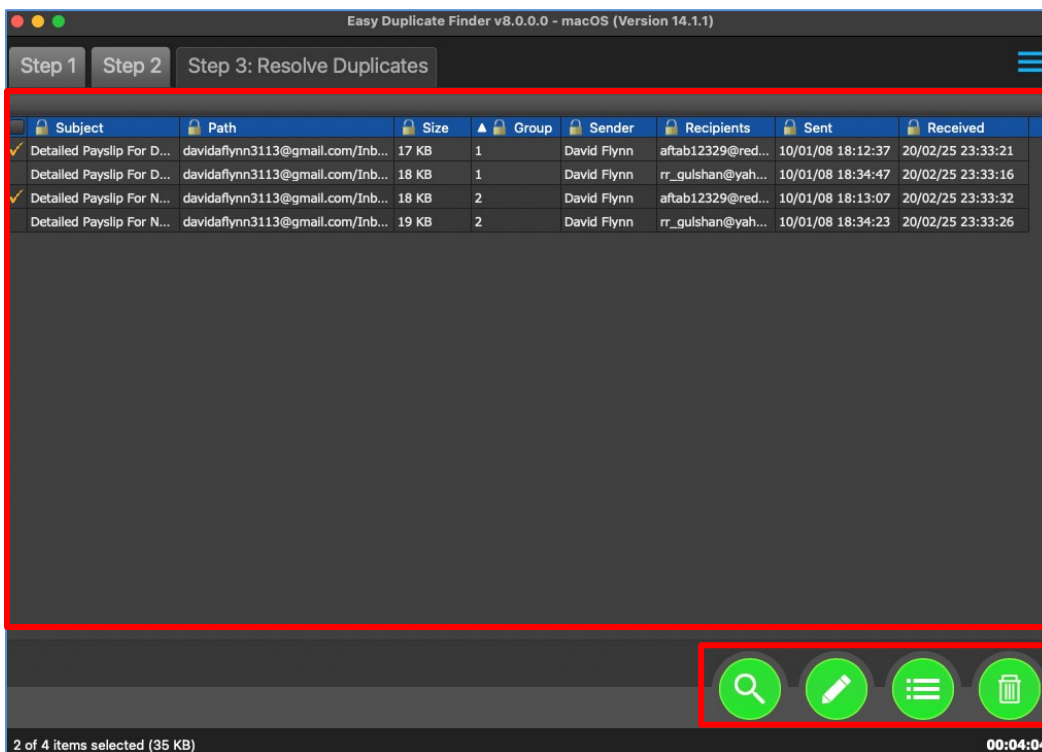 Easy Duplicate Finder v8.0.0.0 - macOS (Version 14.1.1)
Step 1 Step 2 Step 3: Resolve Duplicates
Subject Path Size Group Sender Recipients Sent Received
Detailed Payslip For D... davidaflynn3113@gmail.com/Inb... 17 KB 1 David Flynn aftab12329@red... 10/01/08 18:12:37 20/02/25 23:33:21
Detailed Payslip For D... davidaflynn3113@gmail.com/Inb... 18 KB 1 David Flynn rr_gulshan@yah... 10/01/08 18:34:47 20/02/25 23:33:16
Detailed Payslip For N... davidaflynn3113@gmail.com/Inb... 18 KB 2 David Flynn aftab12329@red... 10/01/08 18:13:07 20/02/25 23:33:32
Detailed Payslip For N... davidaflynn3113@gmail.com/Inb... 19 KB 2 David Flynn rr_gulshan@yah... 10/01/08 18:34:23 20/02/25 23:33:26
2 of 4 items selected (35 KB)